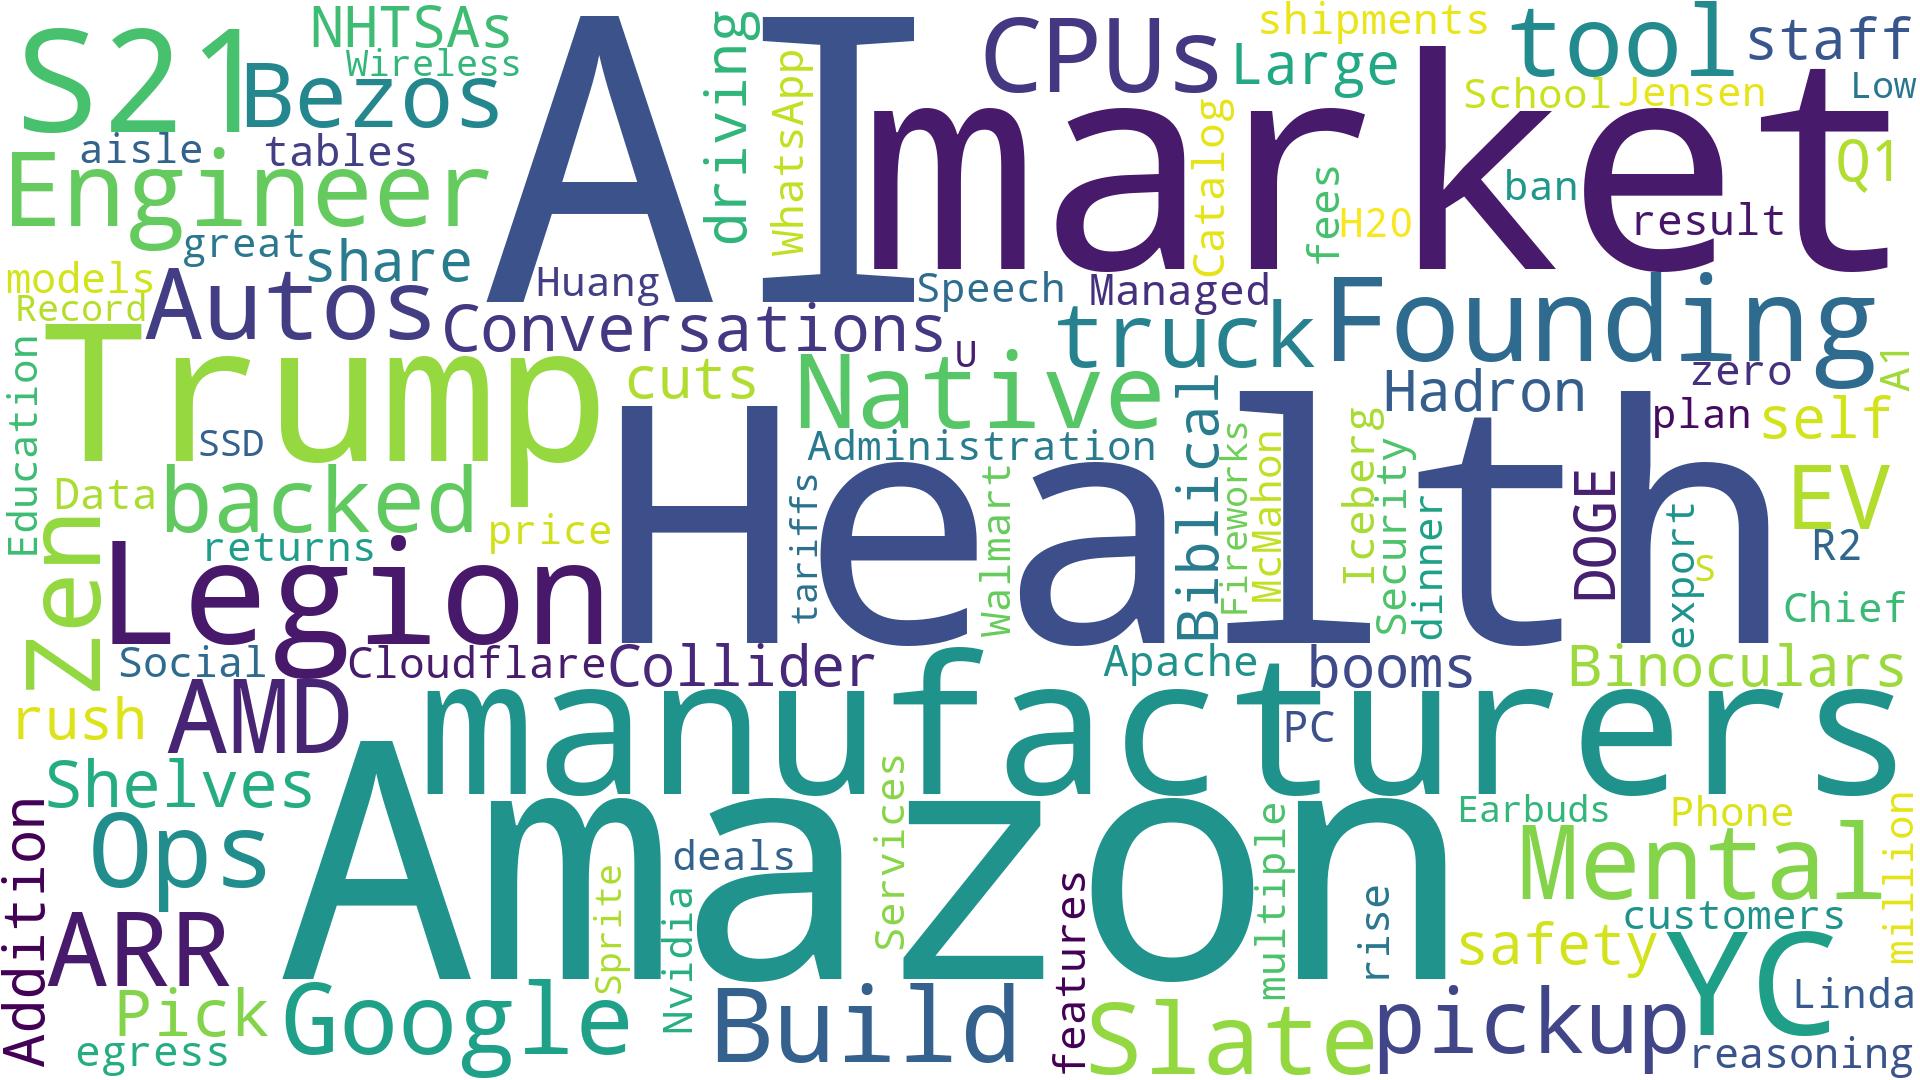 S21
NHTSAs
Wireless
Bezos
AI
driving
WhatsApp
CPUs
Large
shipments
tool
staff
School
Jensen
Low
market
Catalog
fees
H20
ban
result
Q1
aisle
tables
Engineer
great
share
models
Record
Autos
Huang
Conversations
Speech
Managed
U
truck
Founding
zero
A1
Trump
cuts
Native
Hadron
plan
self
Education
SSD
Administration
Biblical
Health
Data
backed
price
tariffs
Walmart
Fireworks
McMahon
Iceberg
Security
dinner
DOGE
export
S
EV
R2
zen
returns
Legion
Chief
Social
Cloudflare
Collider
Apache
booms
Binoculars
rush
AMD
manufacturers
PC
Shelves
Amazon
Services
multiple
Earbuds
Phone
million
Addition
Ops
deals
Mental
Sprite
Nvidia
features
rise
customers
ARR
safety
YC
Pick
Google
Build
Slate
pickup
Linda
egress
reasoning